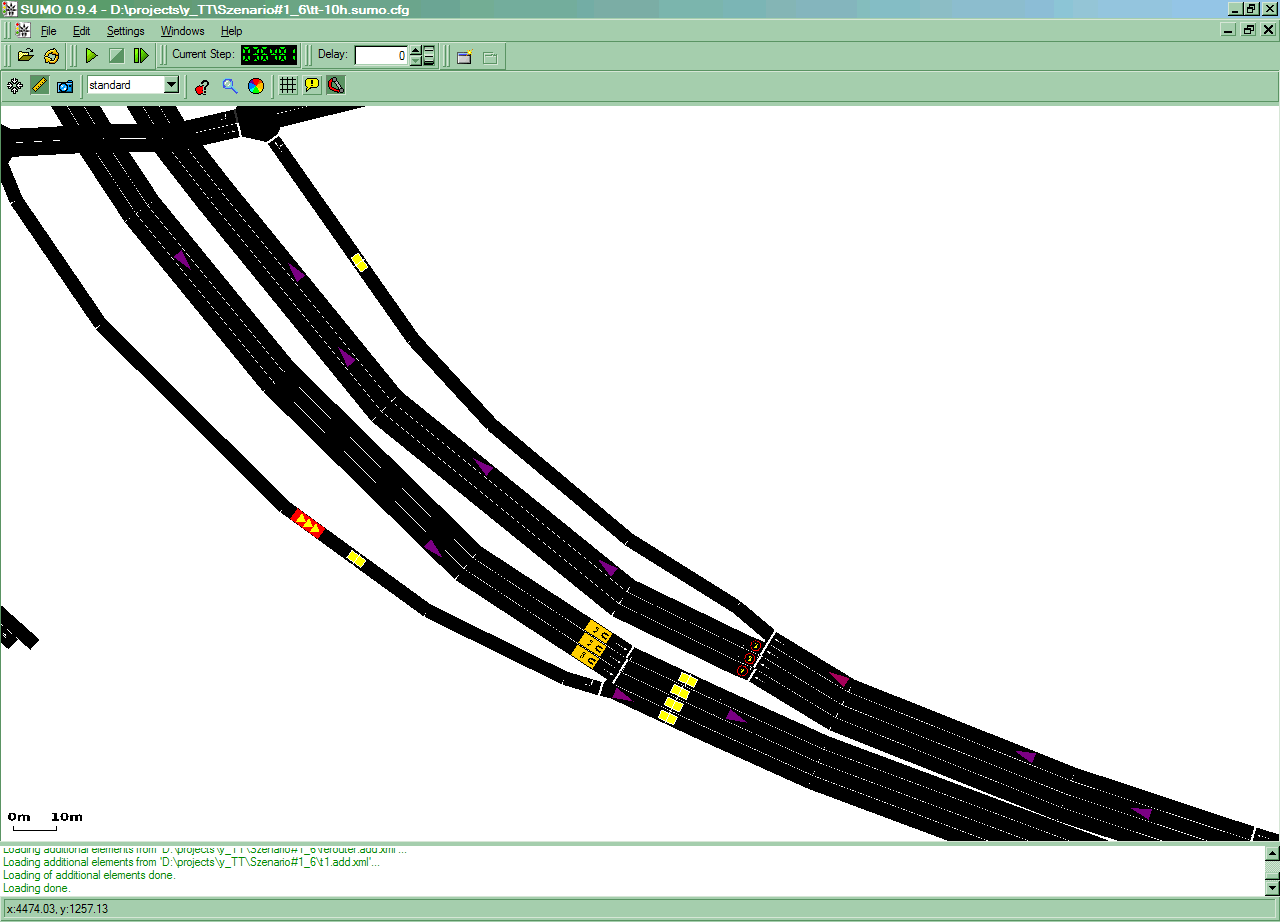 SUMO 0.9.4 - D:\projects\y_TT\Szenario#1_6\tt-10h.sumo.cfg
File Edit Settings Windows Help
Current Step: Delay: 0
standard
0m 10m
Loading additional elements from 'D:\projects\y_TT\Szenario#1_6\rerouter.add.xml'...
Loading additional elements from 'D:\projects\y_TT\Szenario#1_6\t1.add.xml'...
Loading of additional elements done.
Loading done.
x:4474.03, y:1257.13